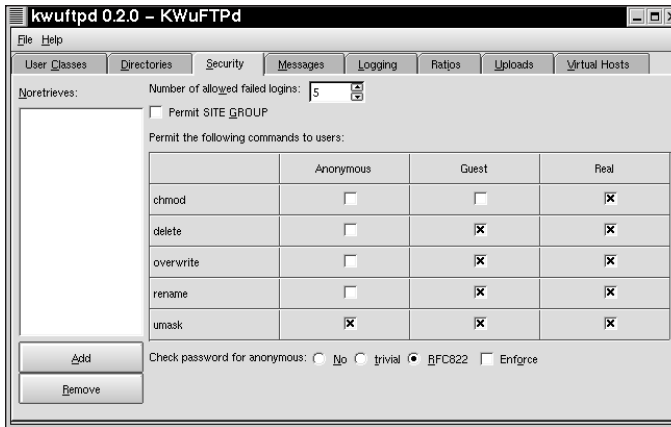 kwuftpd 0.2.0 – KWuFTPd
File Help
User Classes Directories Security Messages Logging Ratios Uploads Virtual Hosts
Noretrieves:
Number of allowed failed logins: 5
Permit SITE GROUP
Permit the following commands to users:
Anonymous Guest Real
chmod
delete
overwrite
rename
umask
Add
Remove
Check password for anonymous: No trivial RFC822 Enforce